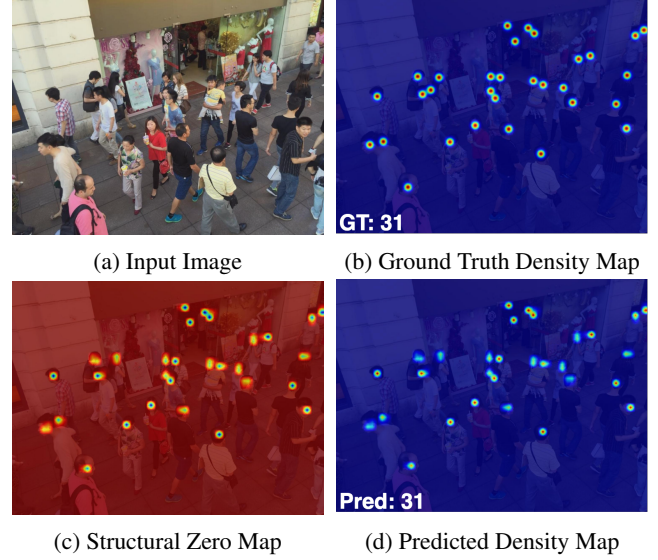 GT: 31
(a) Input Image
(b) Ground Truth Density Map
Pred: 31
(c) Structural Zero Map
(d) Predicted Density Map